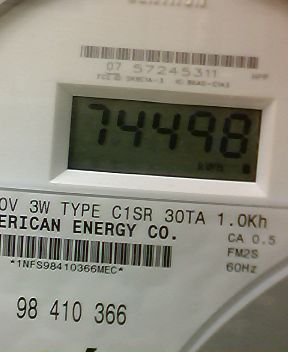 07 57245311
74498
kWh
0V 3W TYPE C1SR 30TA 1.0Kh
ERICAN ENERGY CO.
CA 0.5
*1NFS98410366MEC*
FM2S
60Hz
98 410 366